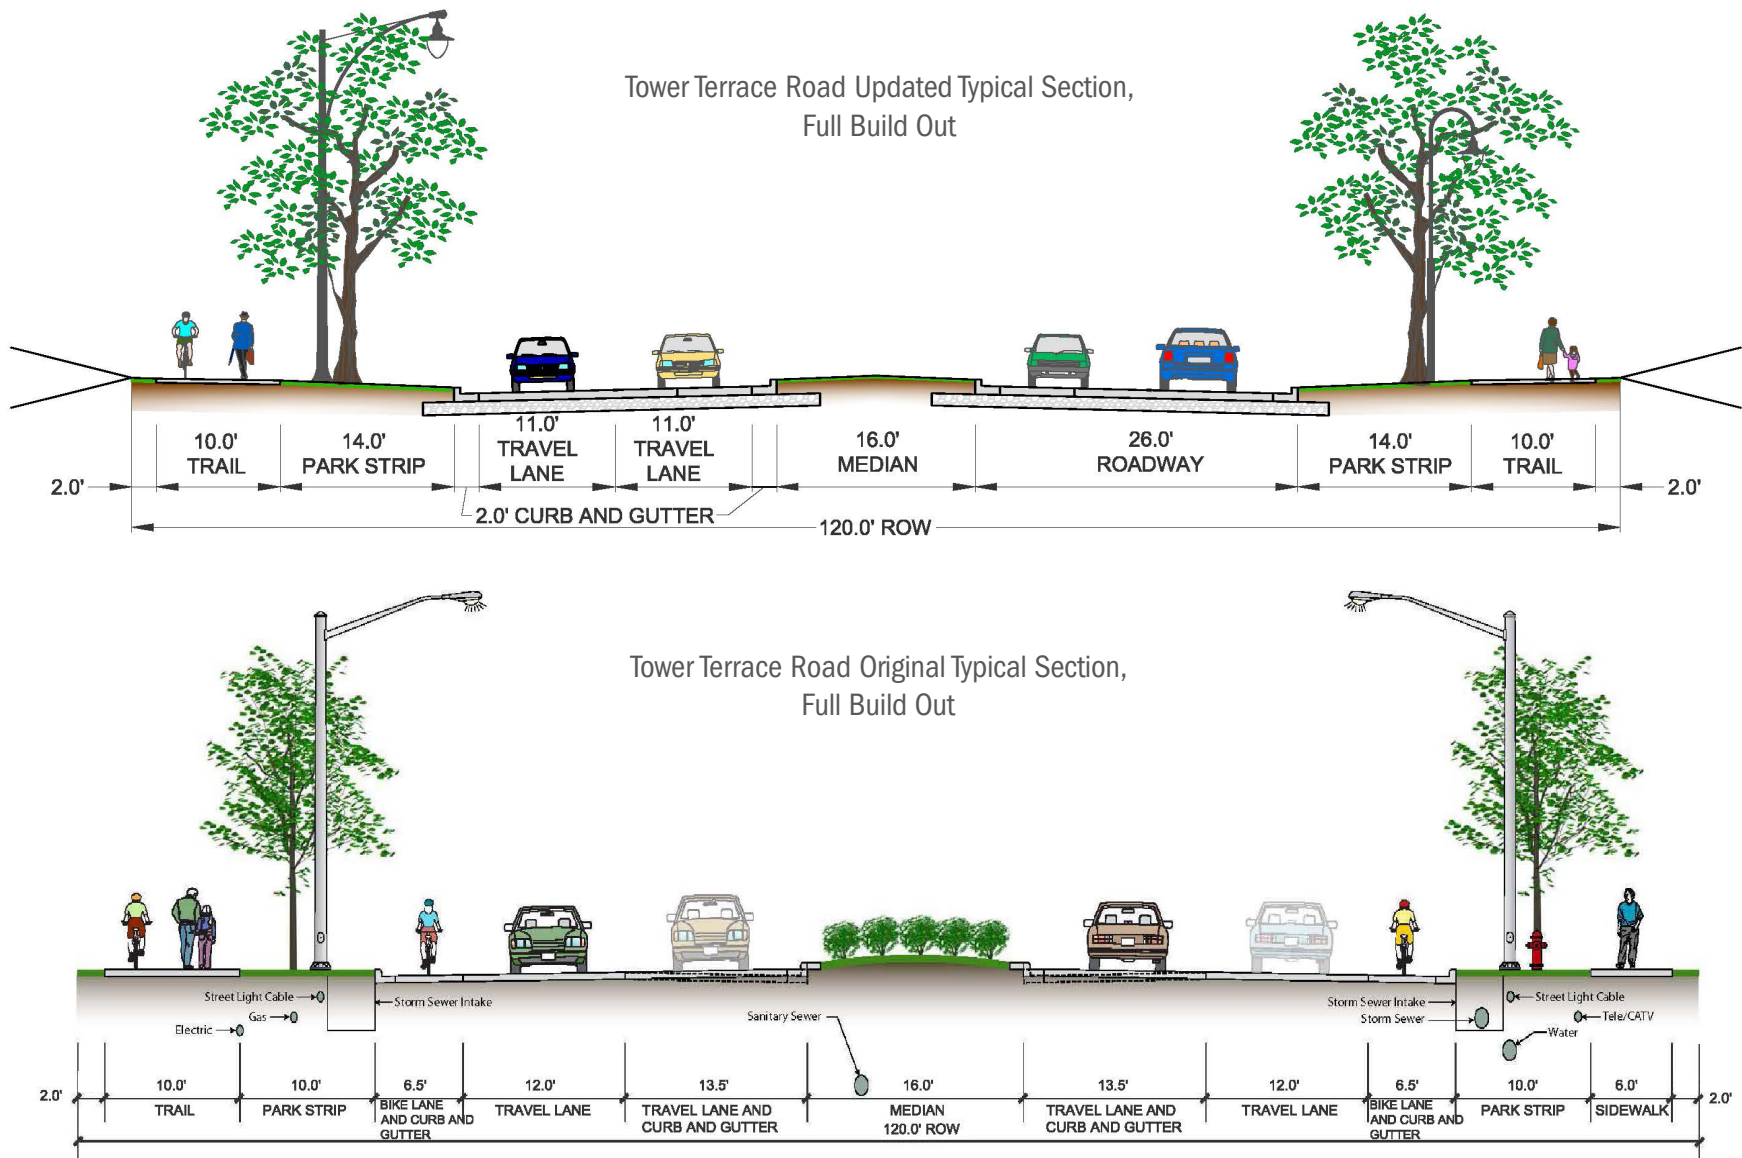 Tower Terrace Road Updated Typical Section,
Full Build Out
10.0'
TRAIL
14.0'
PARK STRIP
11.0'
TRAVEL
LANE
11.0'
TRAVEL
LANE
16.0'
MEDIAN
26.0'
ROADWAY
14.0'
PARK STRIP
10.0'
TRAIL
2.0'
2.0'
2.0' CURB AND GUTTER
120.0' ROW
Tower Terrace Road Original Typical Section,
Full Build Out
Street Light Cable
Storm Sewer Intake
Gas
Electric
Sanitary Sewer
Storm Sewer Intake
Storm Sewer
Street Light Cable
Tele/CATV
Water
2.0'
10.0'
TRAIL
10.0'
PARK STRIP
6.5'
BIKE LANE
AND CURB AND
GUTTER
12.0'
TRAVEL LANE
13.5'
TRAVEL LANE AND
CURB AND GUTTER
16.0'
MEDIAN
120.0' ROW
13.5'
TRAVEL LANE AND
CURB AND GUTTER
12.0'
TRAVEL LANE
6.5'
BIKE LANE
AND CURB AND
GUTTER
10.0'
PARK STRIP
6.0'
SIDEWALK
2.0'